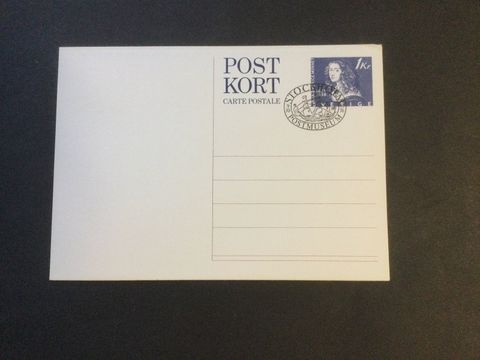 POST
KORT
CARTE POSTALE
1Kr
SVERIGE
STOCKHOLM
POSTMUSEUM